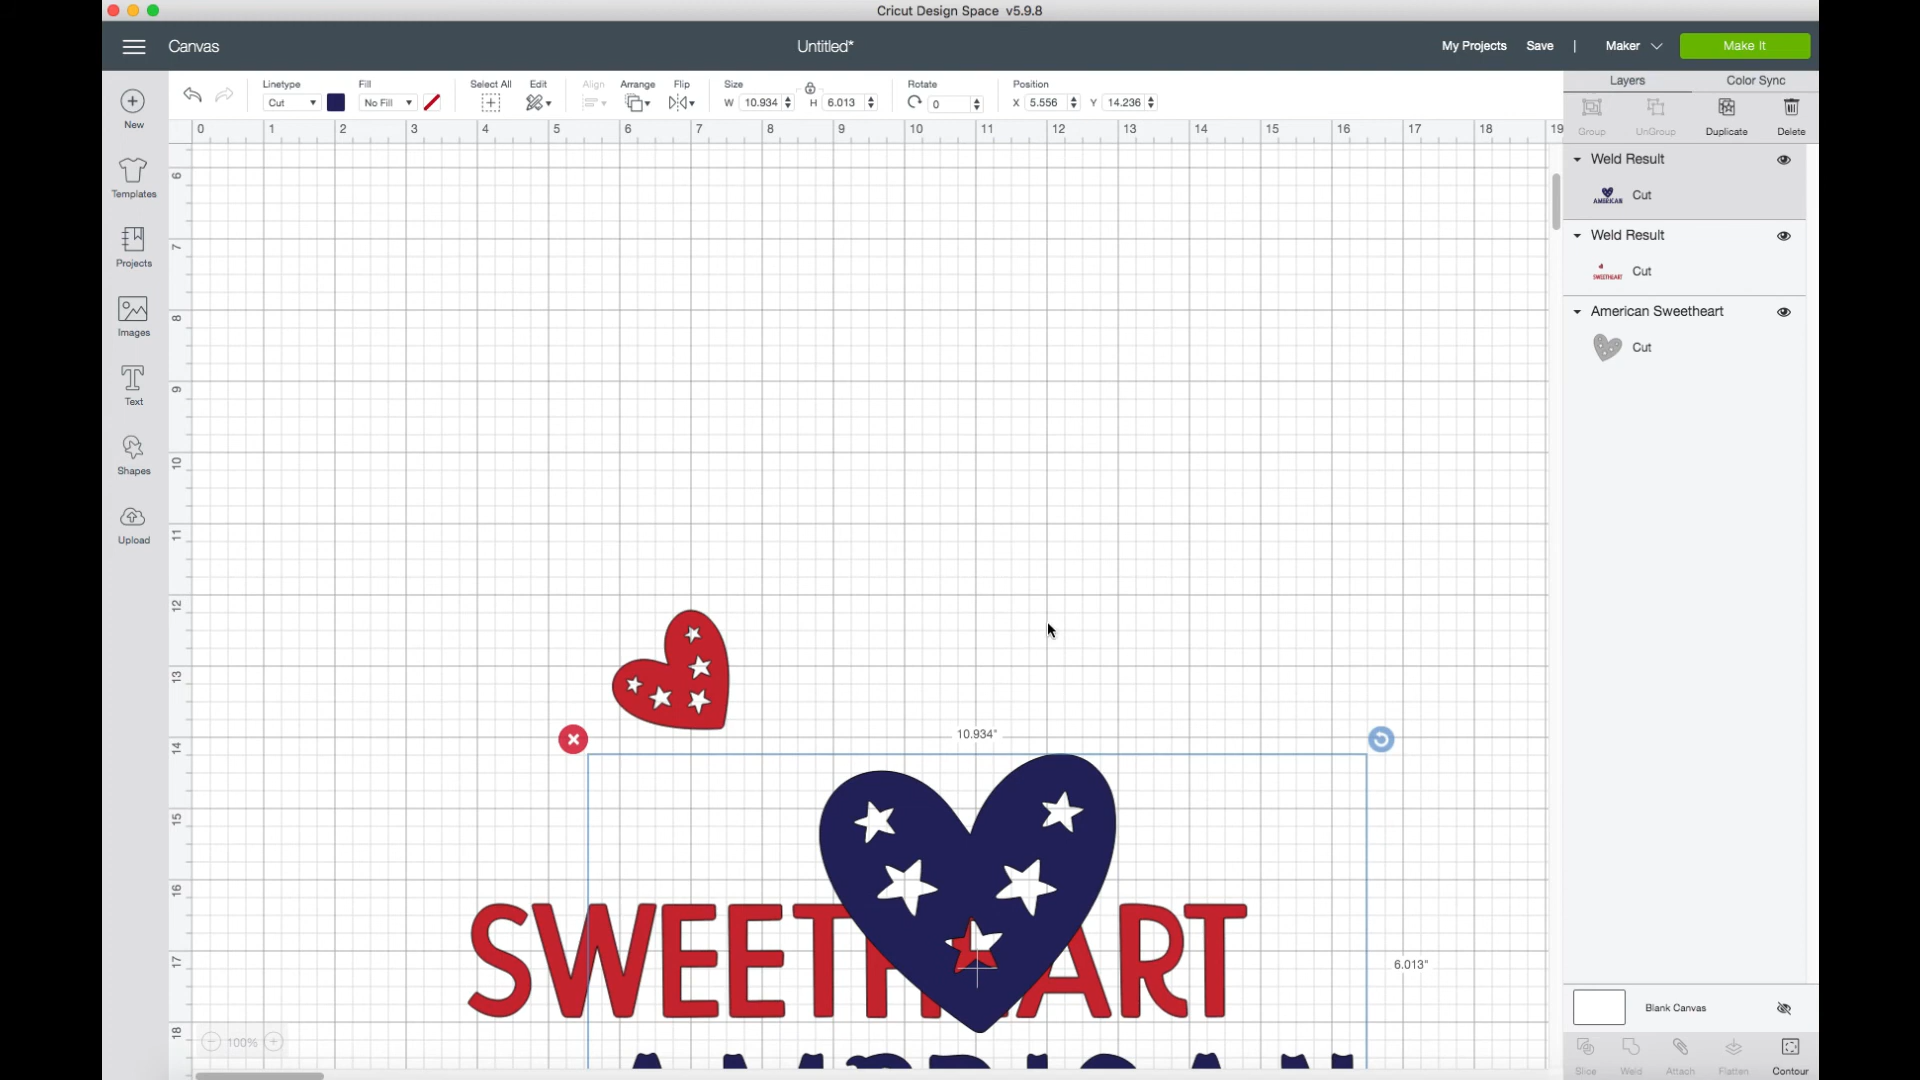 Cricut Design Space v5.9.8
Canvas
Untitled*
My Projects Save | Maker Make It
Linetype Fill Select All Edit Align Arrange Flip Size Rotate Position
Cut No Fill W 10.934 H 6.013 0 X 5.556 Y 14.236
Layers Color Sync
Group UnGroup Duplicate Delete
0 1 2 3 4 5 6 7 8 9 10 11 12 13 14 15 16 17 18 19
6
7
8
9
10
11
12
13
14
15
16
17
18
New
Templates
Projects
Images
Text
Shapes
Upload
Weld Result
AMERICAN Cut
Weld Result
SWEETHEART Cut
American Sweetheart
Cut
10.934"
SWEETH ART
6.013"
AMERICAN
100%
Blank Canvas
Slice Weld Attach Flatten Contour